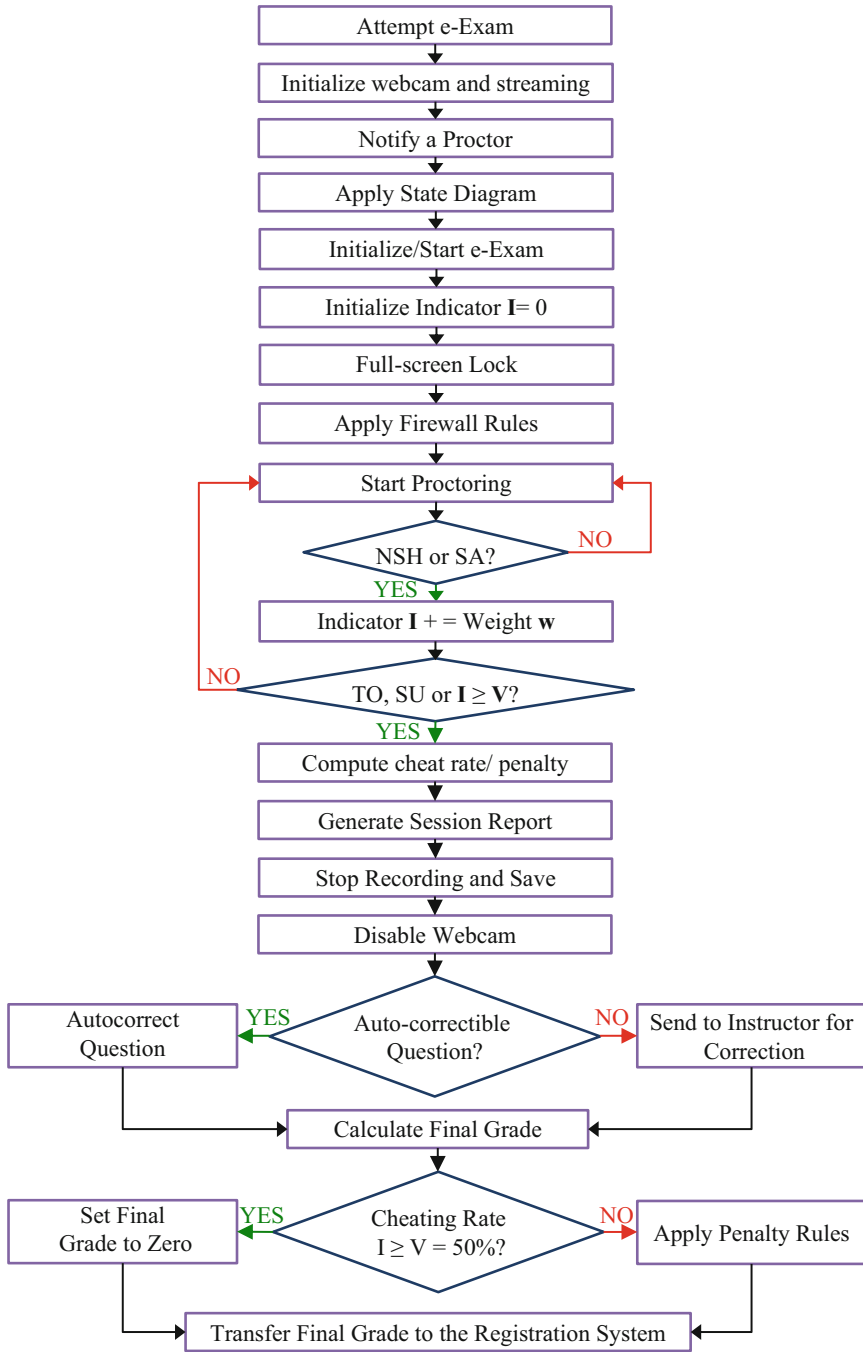 Attempt e-Exam
Initialize webcam and streaming
Notify a Proctor
Apply State Diagram
Initialize/Start e-Exam
Initialize Indicator I= 0
Full-screen Lock
Apply Firewall Rules
Start Proctoring
NSH or SA?
NO
YES
Indicator I + = Weight w
NO
TO, SU or I ≥ V?
YES
Compute cheat rate/ penalty
Generate Session Report
Stop Recording and Save
Disable Webcam
Autocorrect
Question
YES
Auto-correctible
Question?
NO
Send to Instructor for
Correction
Calculate Final Grade
Set Final
Grade to Zero
YES
Cheating Rate
I ≥ V = 50%?
NO
Apply Penalty Rules
Transfer Final Grade to the Registration System